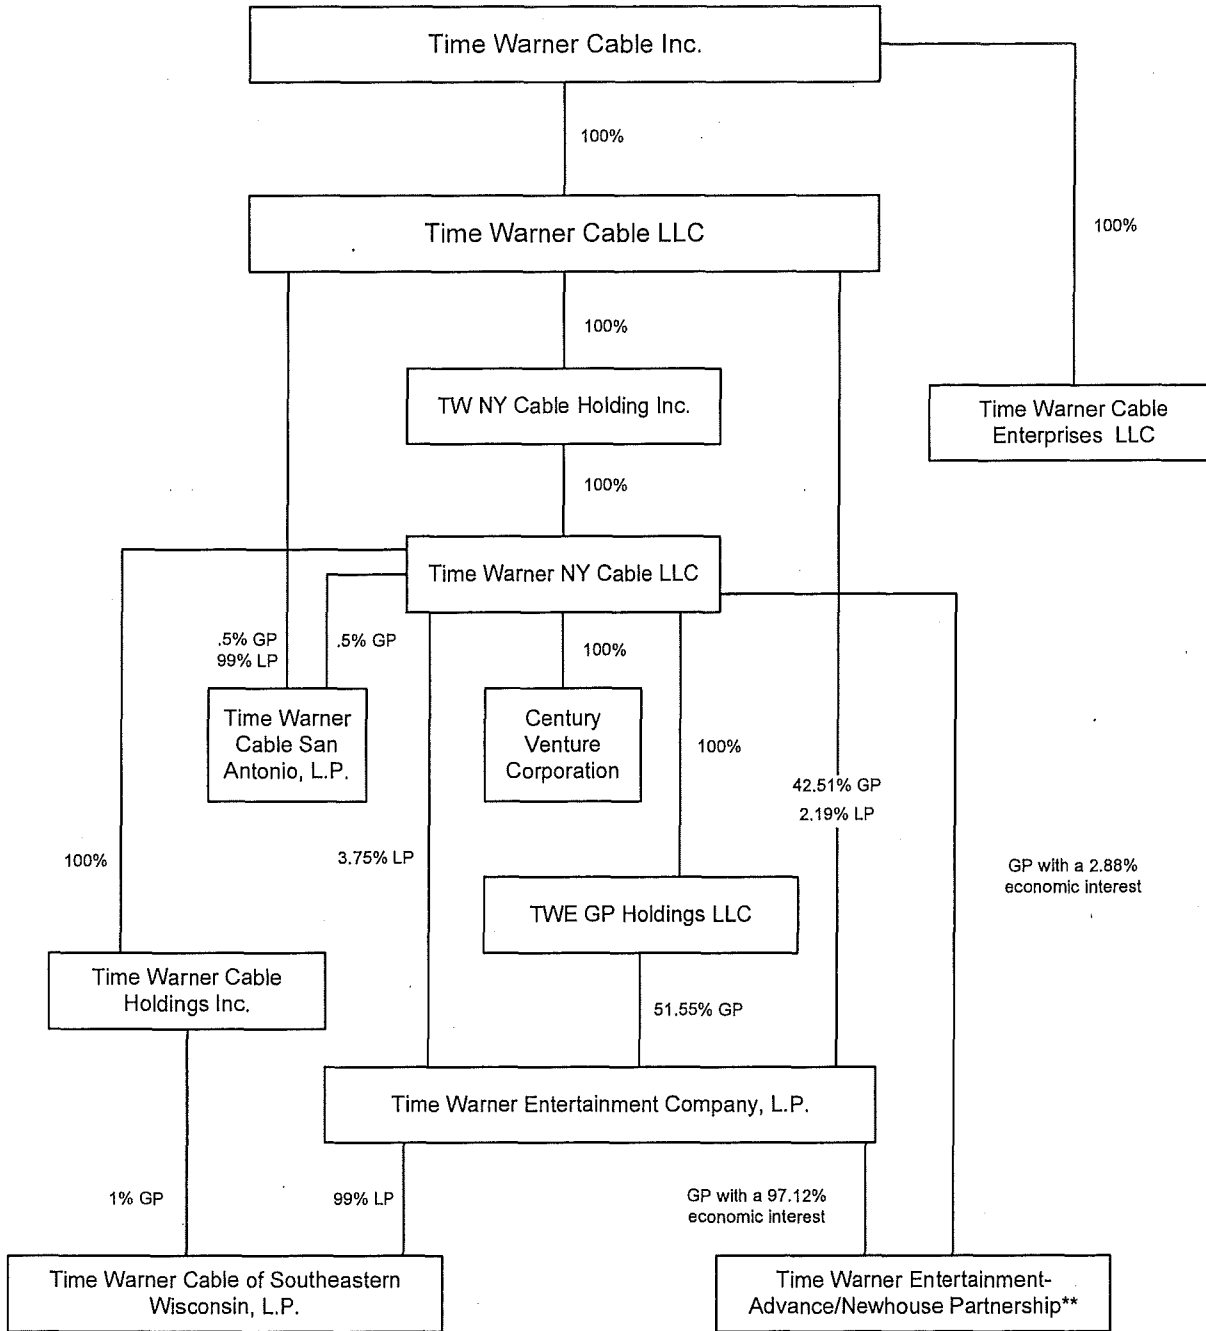 Time Warner Cable Inc.
100%
100%
Time Warner Cable LLC
100%
TW NY Cable Holding Inc.
Time Warner Cable
Enterprises LLC
100%
Time Warner NY Cable LLC
.5% GP
99% LP
.5% GP
100%
Time Warner
Cable San
Antonio, L.P.
Century
Venture
Corporation
100%
42.51% GP
2.19% LP
100%
3.75% LP
GP with a 2.88%
economic interest
TWE GP Holdings LLC
Time Warner Cable
Holdings Inc.
51.55% GP
Time Warner Entertainment Company, L.P.
1% GP
99% LP
GP with a 97.12%
economic interest
Time Warner Cable of Southeastern
Wisconsin, L.P.
Time Warner Entertainment-
Advance/Newhouse Partnership**